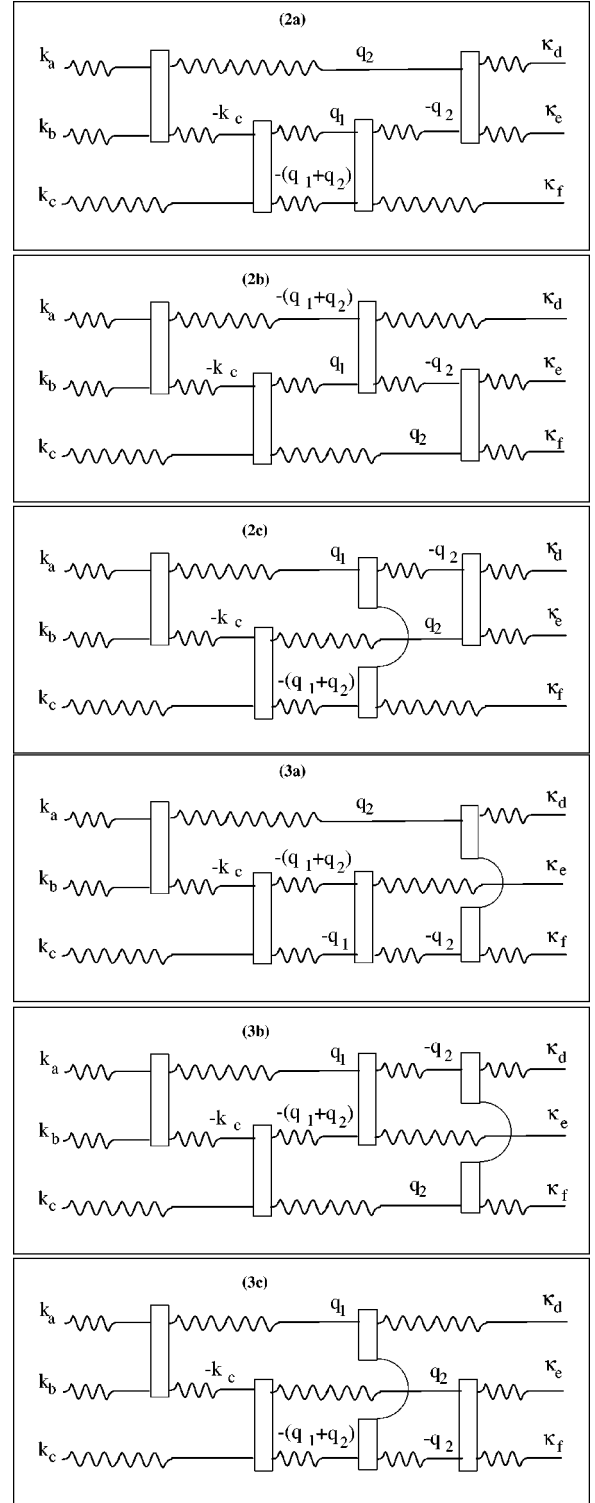 (2a)
k_a q_2 κ_d
k_b -k_c q_1 -q_2 κ_e
k_c -(q_1+q_2) κ_f
(2b)
k_a -(q_1+q_2) κ_d
k_b -k_c q_1 -q_2 κ_e
k_c q_2 κ_f
(2c)
k_a q_1 -q_2 κ_d
k_b -k_c q_2 κ_e
k_c -(q_1+q_2) κ_f
(3a)
k_a q_2 κ_d
k_b -k_c -(q_1+q_2) κ_e
k_c -q_1 -q_2 κ_f
(3b)
k_a q_1 -q_2 κ_d
k_b -k_c -(q_1+q_2) κ_e
k_c q_2 κ_f
(3c)
k_a q_1 κ_d
k_b -k_c q_2 κ_e
k_c -(q_1+q_2) -q_2 κ_f